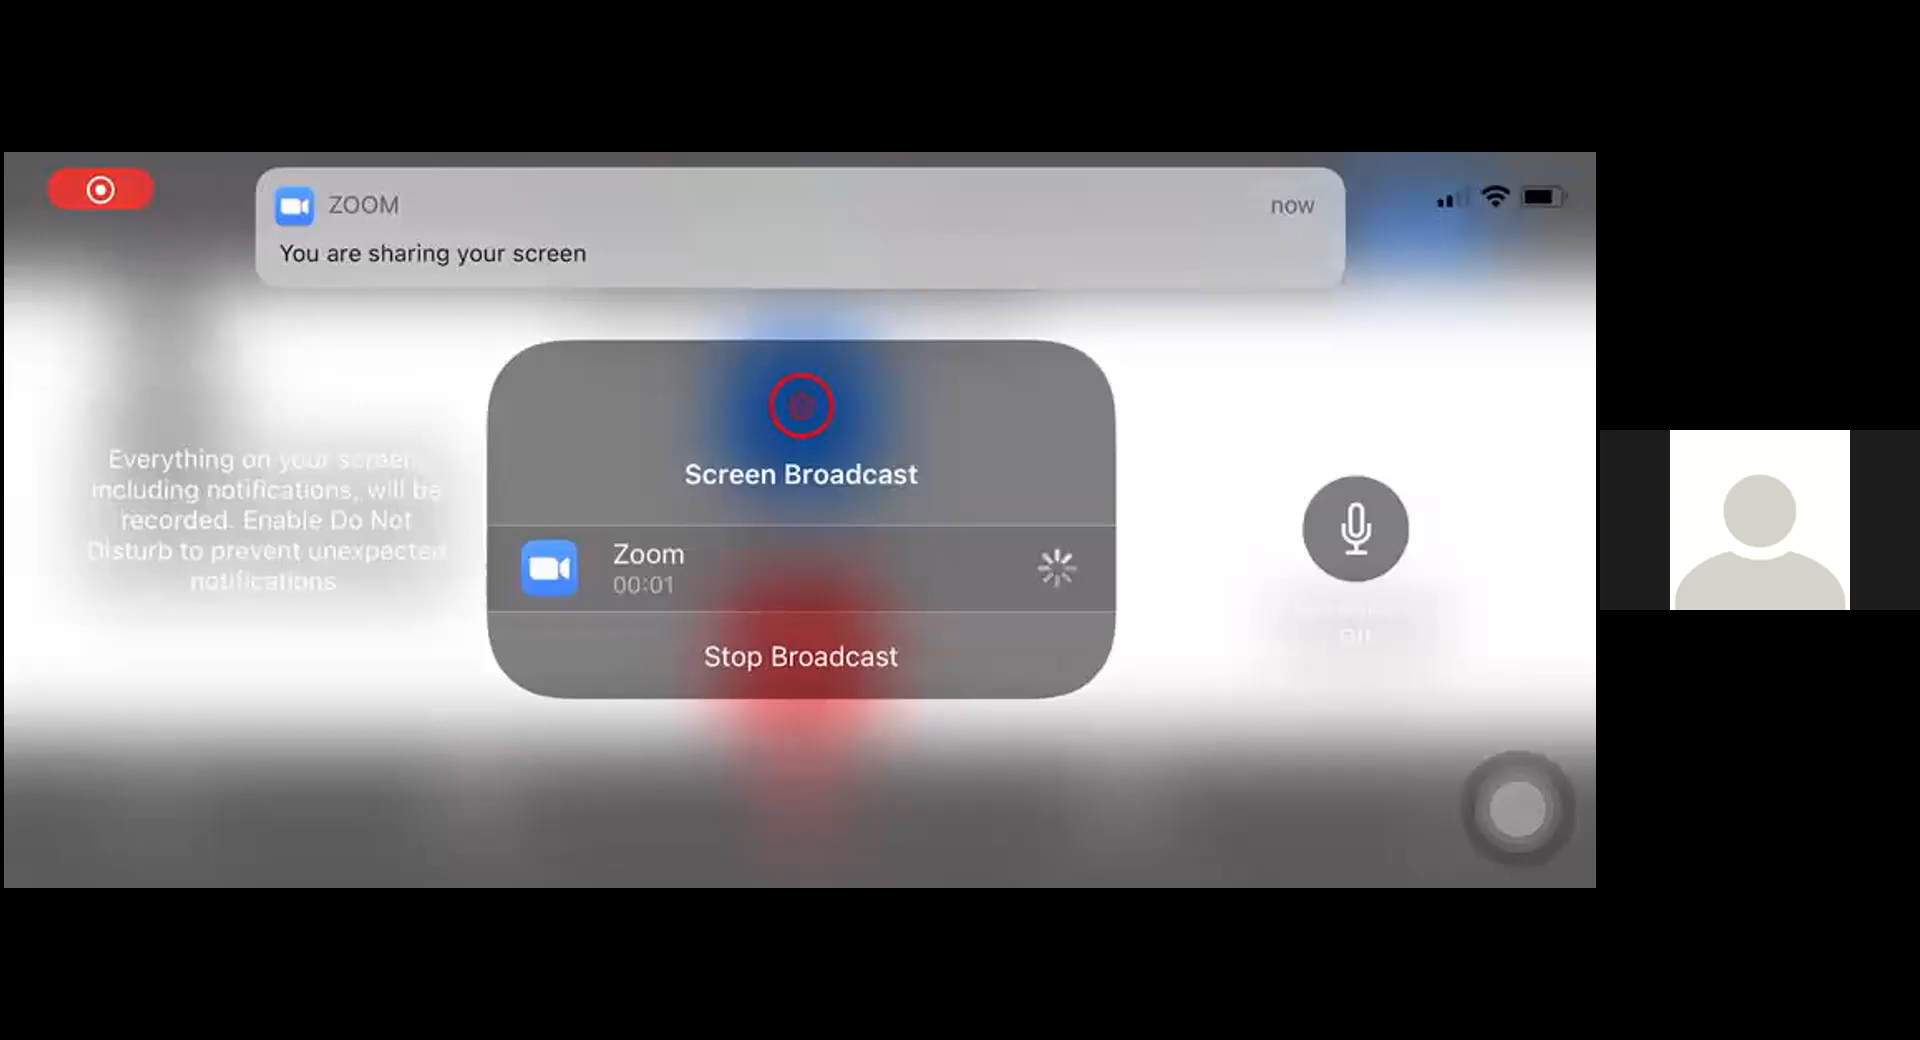 ZOOM
now
You are sharing your screen
Everything on your screen,
including notifications, will be
recorded. Enable Do Not
Disturb to prevent unexpected
notifications.
Screen Broadcast
Zoom
00:01
Stop Broadcast
Off